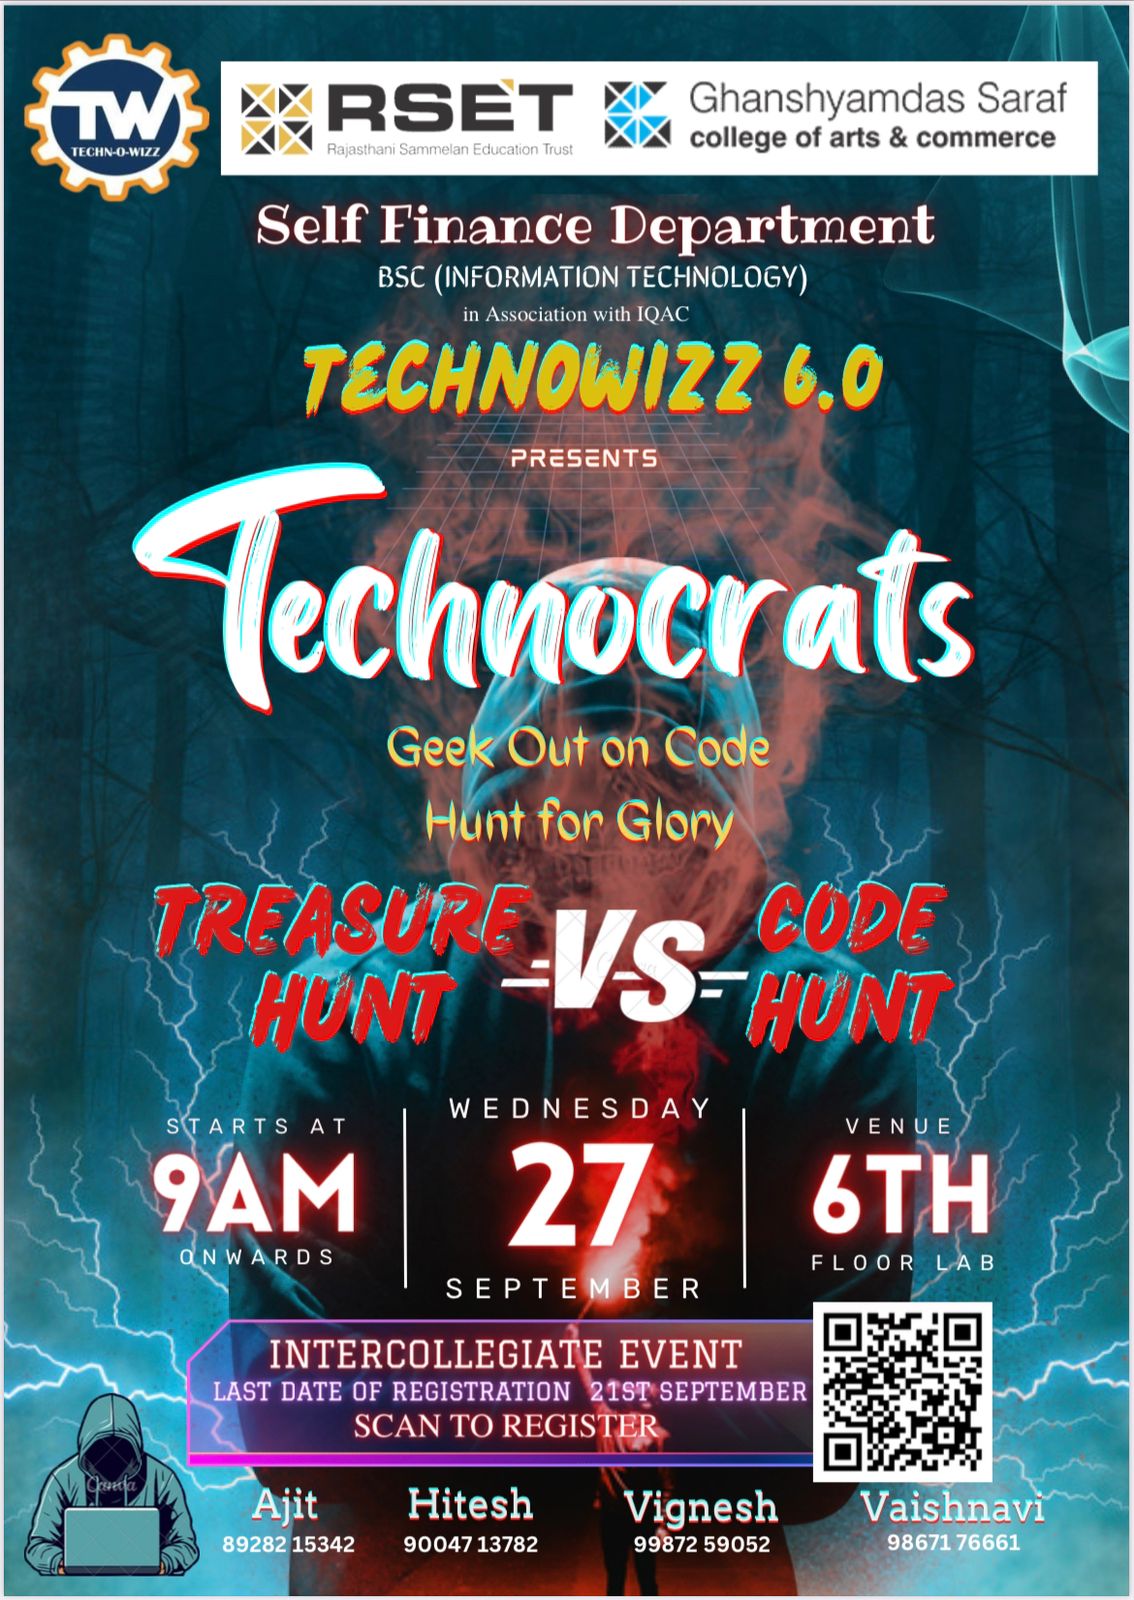 TW
TECHN-O-WIZZ
RSET
Rajasthani Sammelan Education Trust
Ghanshyamdas Saraf
college of arts & commerce
Self Finance Department
BSC (INFORMATION TECHNOLOGY)
in Association with IQAC
TECHNOWIZZ 6.0
PRESENTS
Technocrats
Geek Out on Code
Hunt for Glory
TREASURE
HUNT
VS
CODE
HUNT
STARTS AT
9AM
ONWARDS
WEDNESDAY
27
SEPTEMBER
VENUE
6TH
FLOOR LAB
INTERCOLLEGIATE EVENT
LAST DATE OF REGISTRATION 21ST SEPTEMBER
SCAN TO REGISTER
Canva
Ajit
89282 15342
Hitesh
90047 13782
Vignesh
99872 59052
Vaishnavi
98671 76661